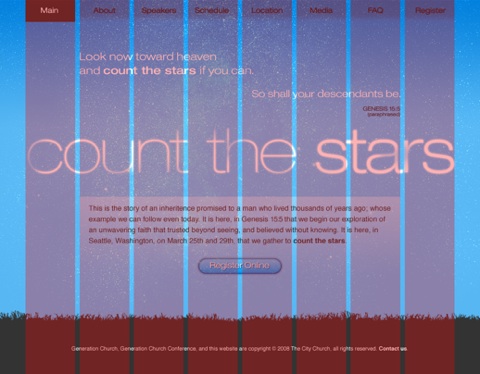 Main About Speakers Schedule Location Media FAQ Register
Look now toward heaven
and count the stars if you can.
So shall your descendants be.
GENESIS 15:5
paraphrased
count the stars
This is the story of an inheritence promised to a man who lived thousands of years ago; whose
example we can follow even today. It is here, in Genesis 15:5 that we begin our exploration of
an unwavering faith that trusted beyond seeing, and believed without knowing. It is here, in
Seattle, Washington, on March 25th and 29th, that we gather to count the stars.
Register Online
Generation Church, Generation Church Conference, and this website are copyright © 2008 The City Church, all rights reserved. Contact us